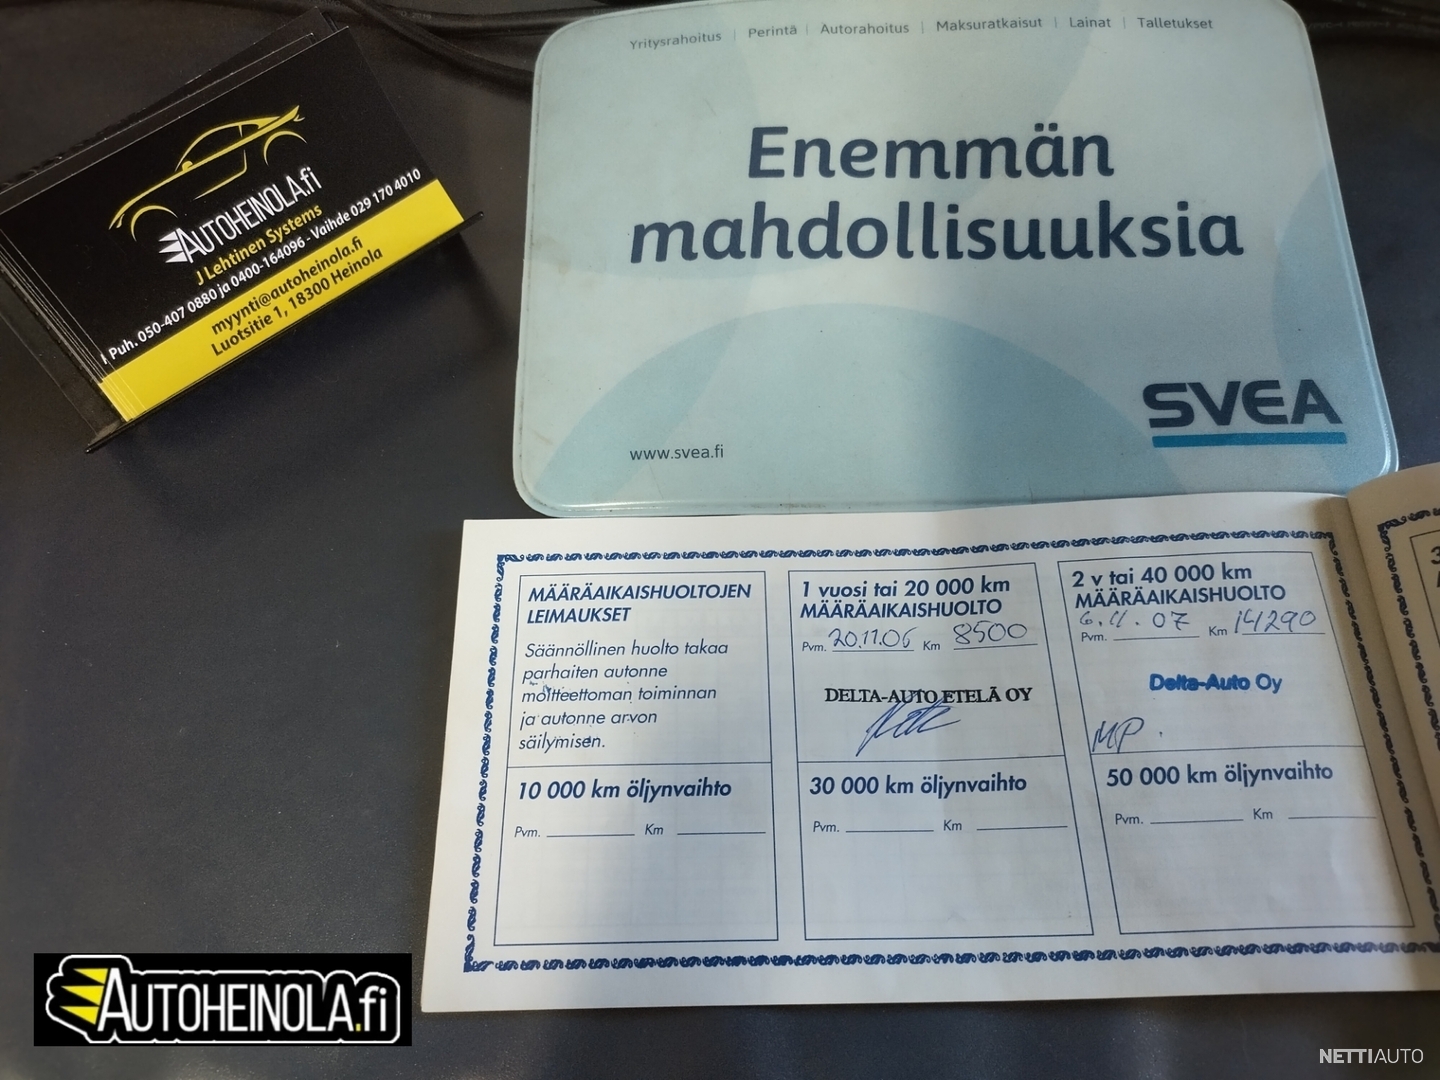 Yritysrahoitus | Perintä | Autorahoitus | Maksuratkaisut | Lainat | Talletukset
Enemmän
mahdollisuuksia
SVEA
www.svea.fi
AUTOHEINOLA.fi
J Lehtinen Systems
Puh. 050-407 0880 ja 0400-164096 - Vaihde 029 170 4010
myynti@autoheinola.fi
Luotsitie 1, 18300 Heinola
MÄÄRÄAIKAISHUOLTOJEN
LEIMAUKSET
Säännöllinen huolto takaa
parhaiten autonne
moitteettoman toiminnan
ja autonne arvon
säilymisen.
10 000 km öljynvaihto
Pvm. Km
1 vuosi tai 20 000 km
MÄÄRÄAIKAISHUOLTO
Pvm. 20.11.06 Km 8500
DELTA-AUTO ETELÄ OY
30 000 km öljynvaihto
Pvm. Km
2 v tai 40 000 km
MÄÄRÄAIKAISHUOLTO
Pvm. 6.11.07 Km 14290
Delta-Auto Oy
MP.
50 000 km öljynvaihto
Pvm. Km
AUTOHEINOLA.fi
NETTIAUTO